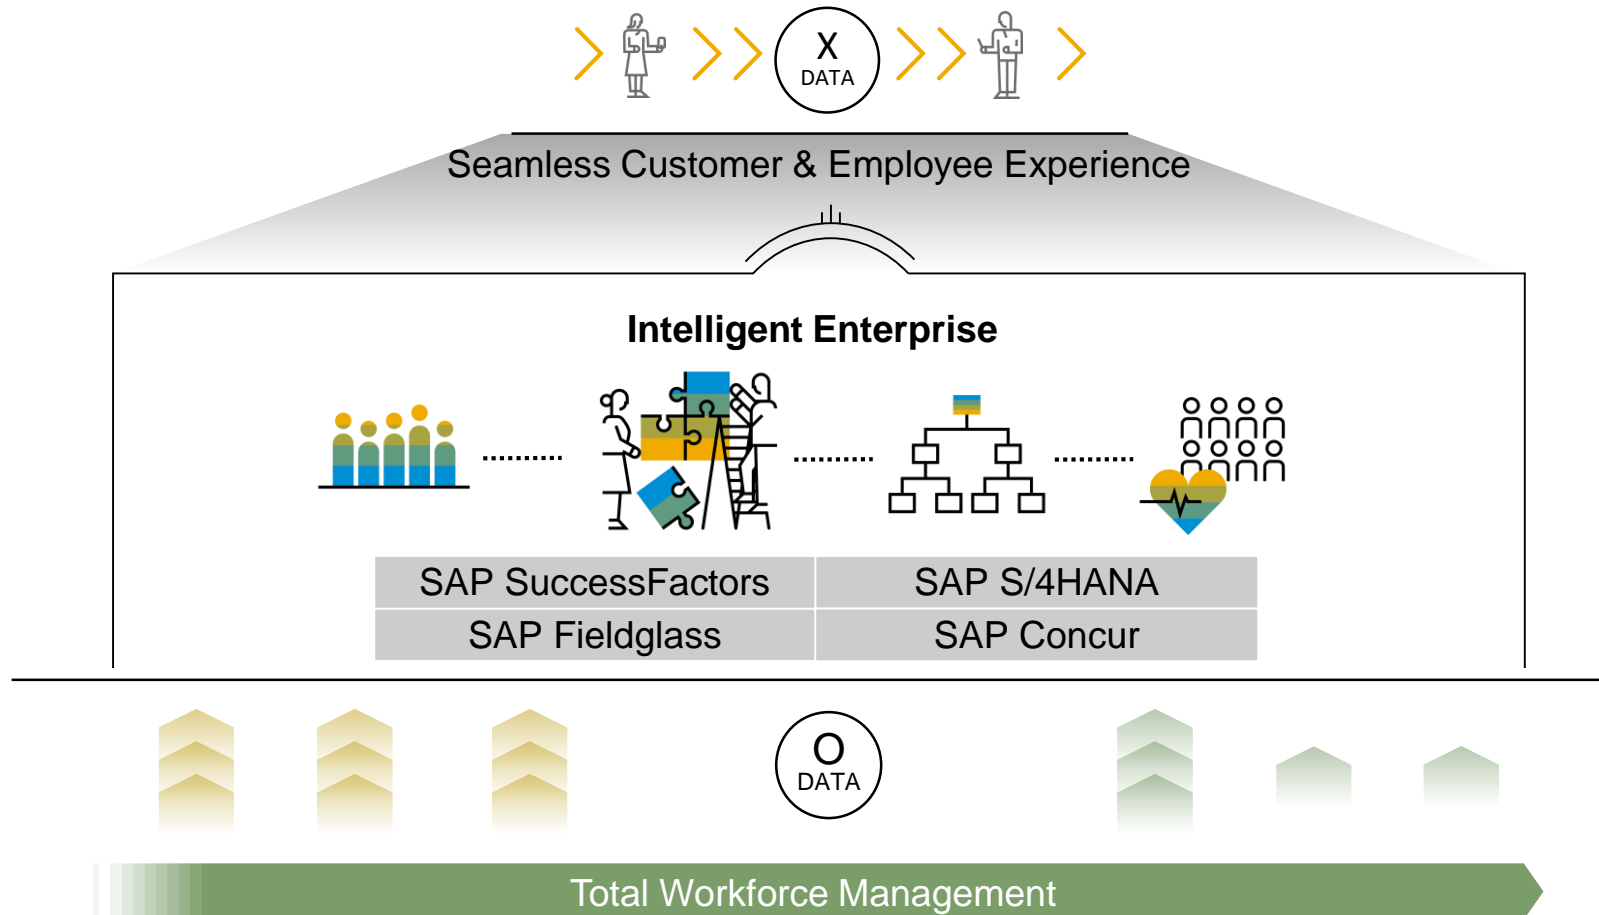 X
DATA
Seamless Customer & Employee Experience
Intelligent Enterprise
SAP SuccessFactors
SAP S/4HANA
SAP Fieldglass
SAP Concur
O
DATA
Total Workforce Management